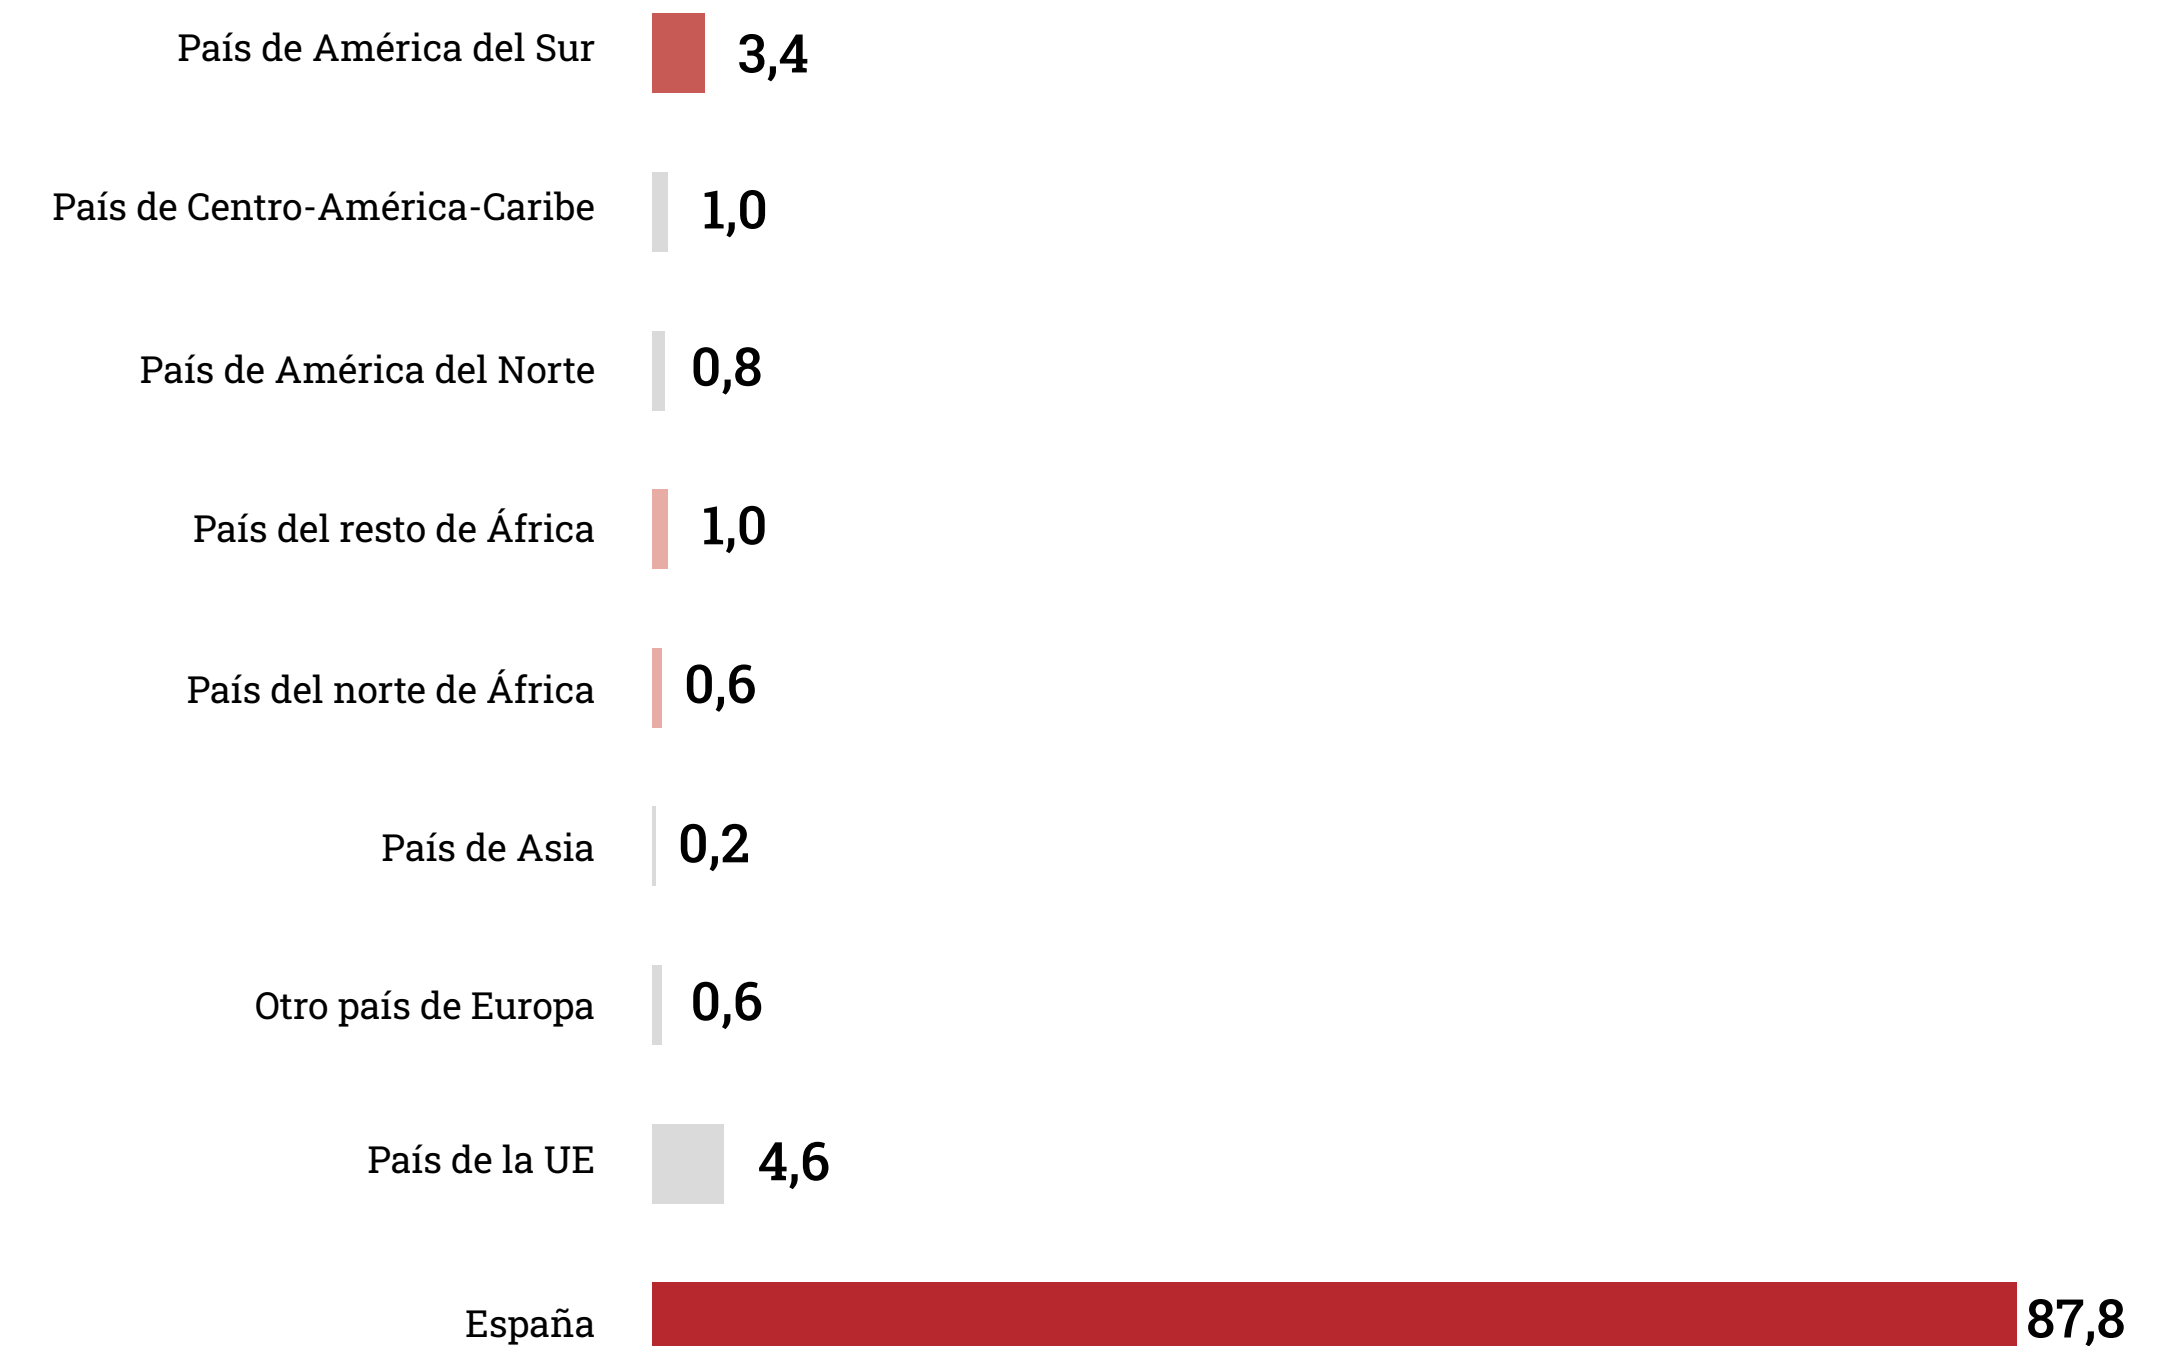 País de América del Sur 3,4
País de Centro-América-Caribe 1,0
País de América del Norte 0,8
País del resto de África 1,0
País del norte de África 0,6
País de Asia 0,2
Otro país de Europa 0,6
País de la UE 4,6
España 87,8